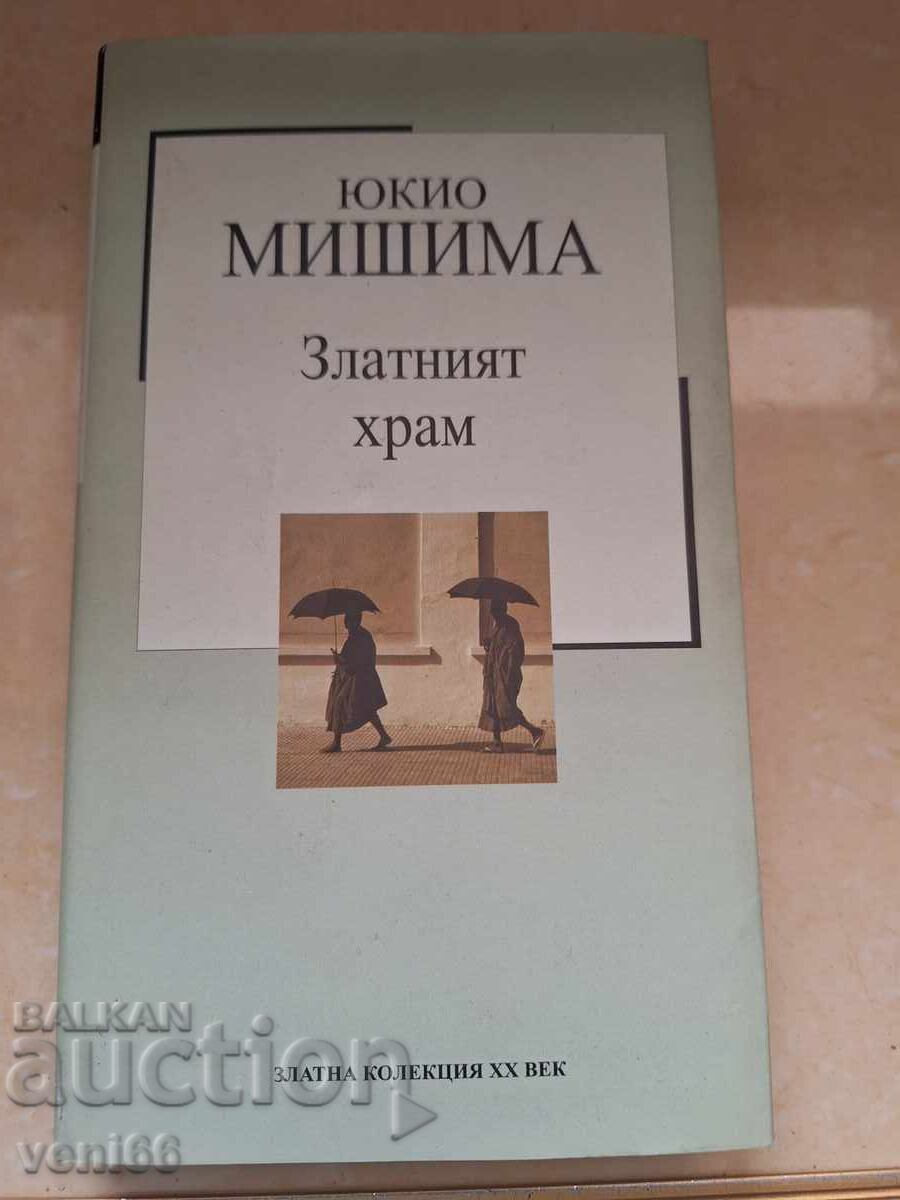 ЮКИО
МИШИМА
Златният
храм
BALKAN
auction
ЗЛАТНА КОЛЕКЦИЯ XX ВЕК
veni66